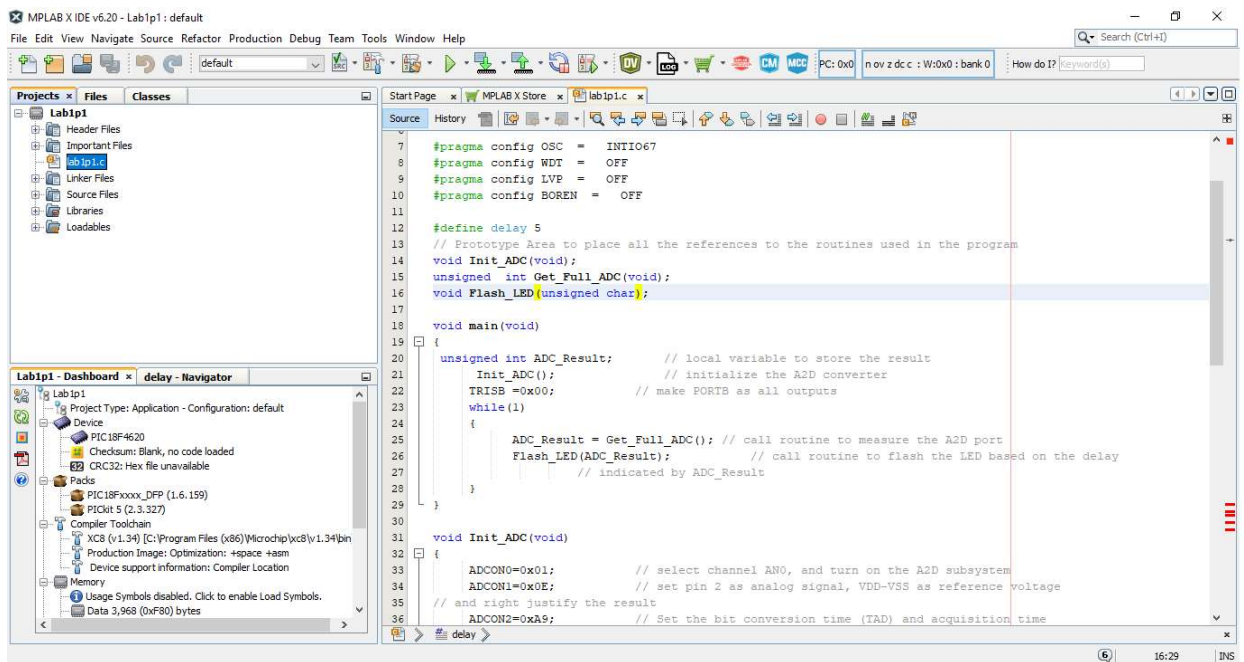 MPLAB X IDE v6.20 - Lab1p1 : default
File Edit View Navigate Source Refactor Production Debug Team Tools Window Help
Search (Ctrl+I)
default
PC: 0x0
n ov z dc c : W:0x0 : bank 0
How do I? Keyword(s)
Projects Files Classes
Lab1p1
Header Files
Important Files
lab1p1.c
Linker Files
Source Files
Libraries
Loadables
Lab1p1 - Dashboard delay - Navigator
Lab1p1
Project Type: Application - Configuration: default
Device
PIC18F4620
Checksum: Blank, no code loaded
CRC32: Hex file unavailable
Packs
PIC18Fxxxx_DFP (1.6.159)
PICkit 5 (2.3.327)
Compiler Toolchain
XC8 (v1.34) [C:\Program Files (x86)\Microchip\xc8\v1.34\bin
Production Image: Optimization: +space +asm
Device support information: Compiler Location
Memory
Usage Symbols disabled. Click to enable Load Symbols.
Data 3,968 (0xF80) bytes
Start Page MPLAB X Store lab1p1.c
Source History
7 #pragma config OSC = INTIO67
8 #pragma config WDT = OFF
9 #pragma config LVP = OFF
10 #pragma config BOREN = OFF
11
12 #define delay 5
13 // Prototype Area to place all the references to the routines used in the program
14 void Init_ADC(void);
15 unsigned int Get_Full_ADC(void);
16 void Flash_LED(unsigned char);
17
18 void main(void)
19 {
20 unsigned int ADC_Result; // local variable to store the result
21 Init_ADC(); // initialize the A2D converter
22 TRISB =0x00; // make PORTB as all outputs
23 while(1)
24 {
25 ADC_Result = Get_Full_ADC(); // call routine to measure the A2D port
26 Flash_LED(ADC_Result); // call routine to flash the LED based on the delay
27 // indicated by ADC_Result
28 }
29 }
30
31 void Init_ADC(void)
32 {
33 ADCON0=0x01; // select channel AN0, and turn on the A2D subsystem
34 ADCON1=0x0E; // set pin 2 as analog signal, VDD-VSS as reference voltage
35 // and right justify the result
36 ADCON2=0xA9; // Set the bit conversion time (TAD) and acquisition time
delay
6 16:29 INS